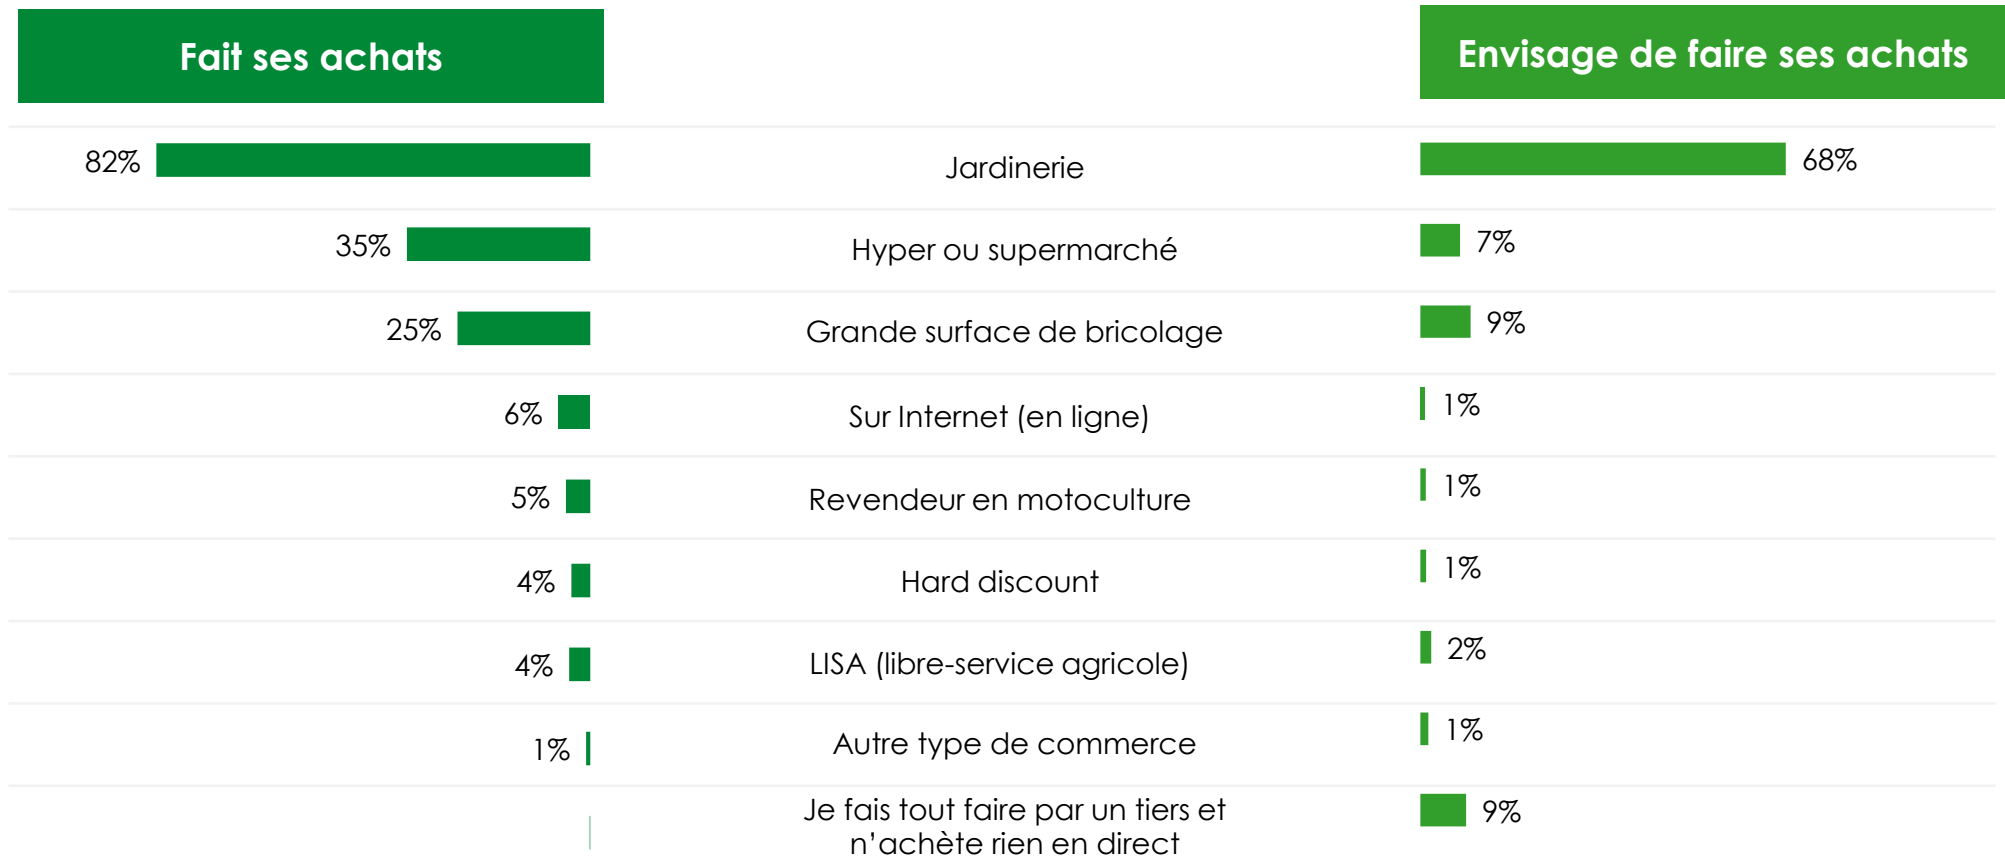 Fait ses achats
Envisage de faire ses achats
82%
Jardinerie
68%
35%
Hyper ou supermarché
7%
25%
Grande surface de bricolage
9%
6%
Sur Internet (en ligne)
1%
5%
Revendeur en motoculture
1%
4%
Hard discount
1%
4%
LISA (libre-service agricole)
2%
1%
Autre type de commerce
1%
Je fais tout faire par un tiers et
n’achète rien en direct
9%